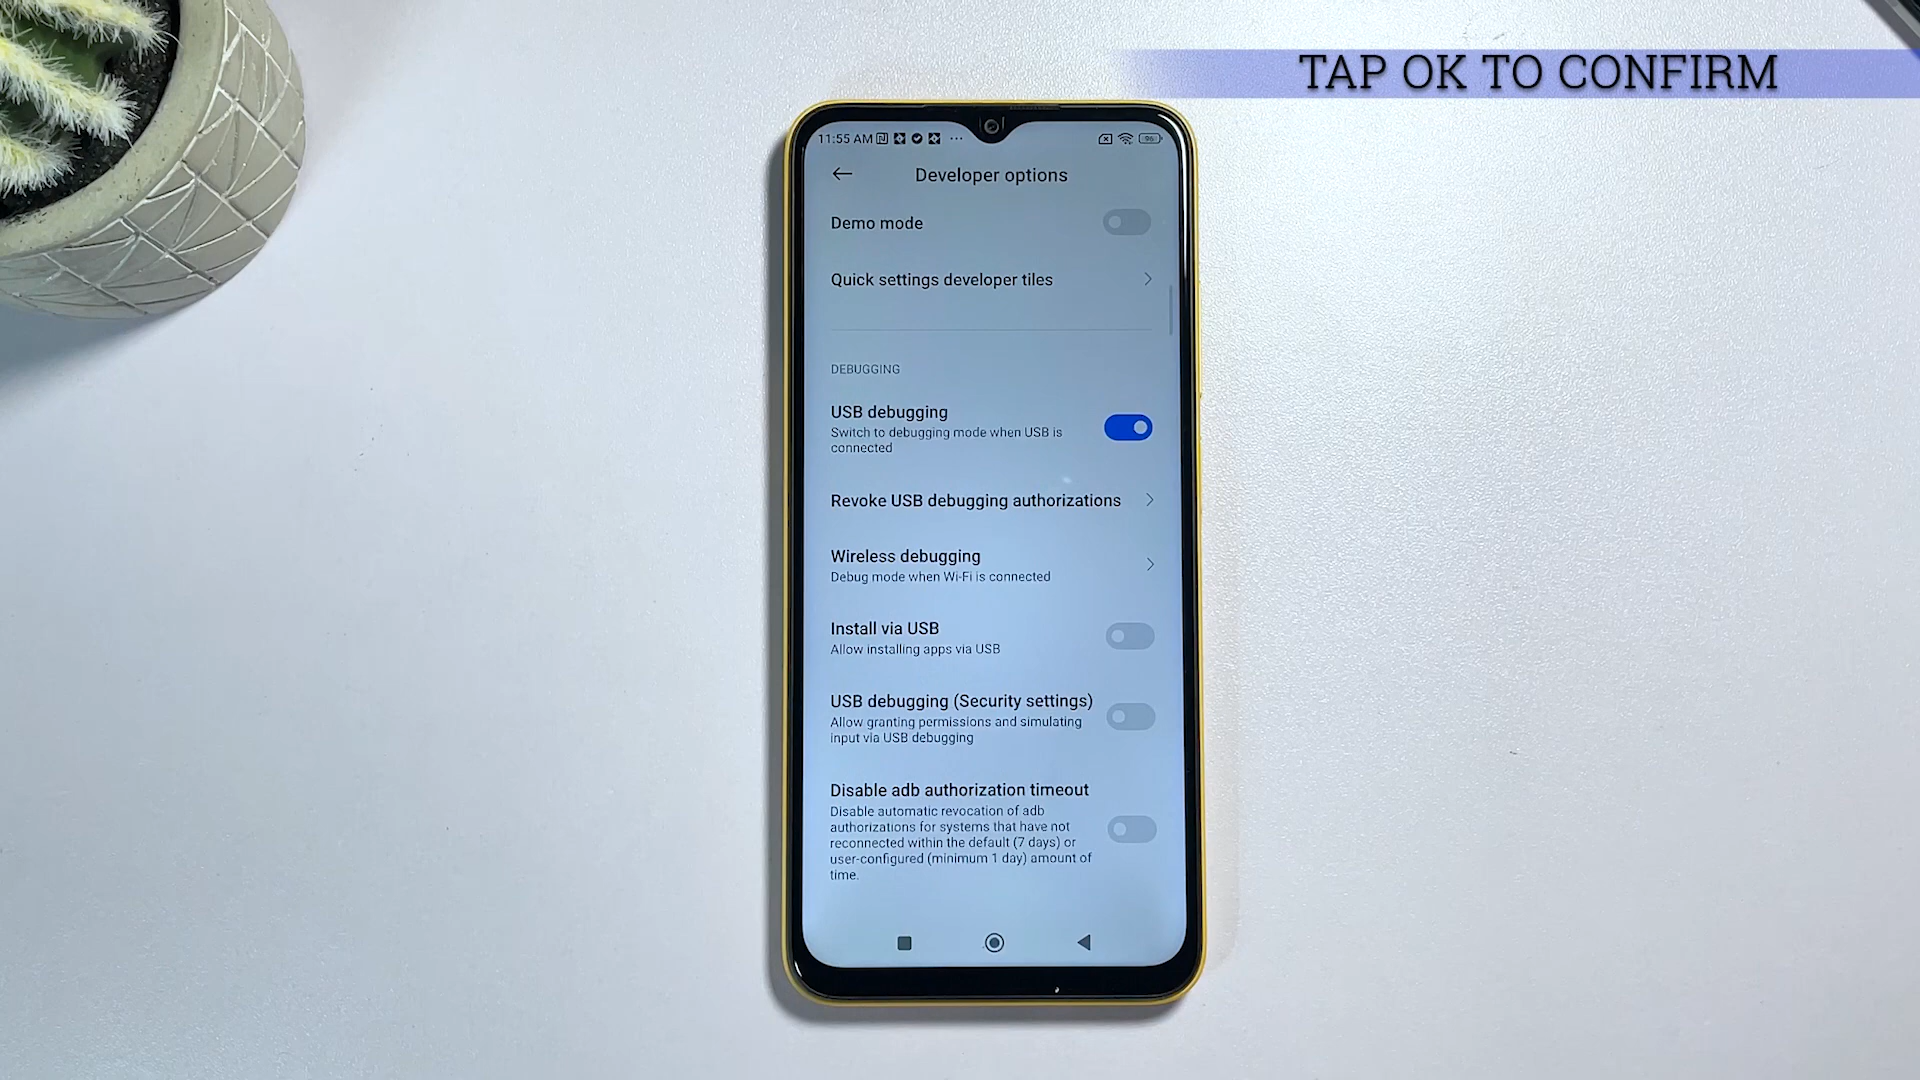 TAP OK TO CONFIRM
11:55 AM
96
Developer options
Demo mode
Quick settings developer tiles
DEBUGGING
USB debugging
Switch to debugging mode when USB is
connected
Revoke USB debugging authorizations
Wireless debugging
Debug mode when Wi-Fi is connected
Install via USB
Allow installing apps via USB
USB debugging (Security settings)
Allow granting permissions and simulating
input via USB debugging
Disable adb authorization timeout
Disable automatic revocation of adb
authorizations for systems that have not
reconnected within the default (7 days) or
user-configured (minimum 1 day) amount of
time.